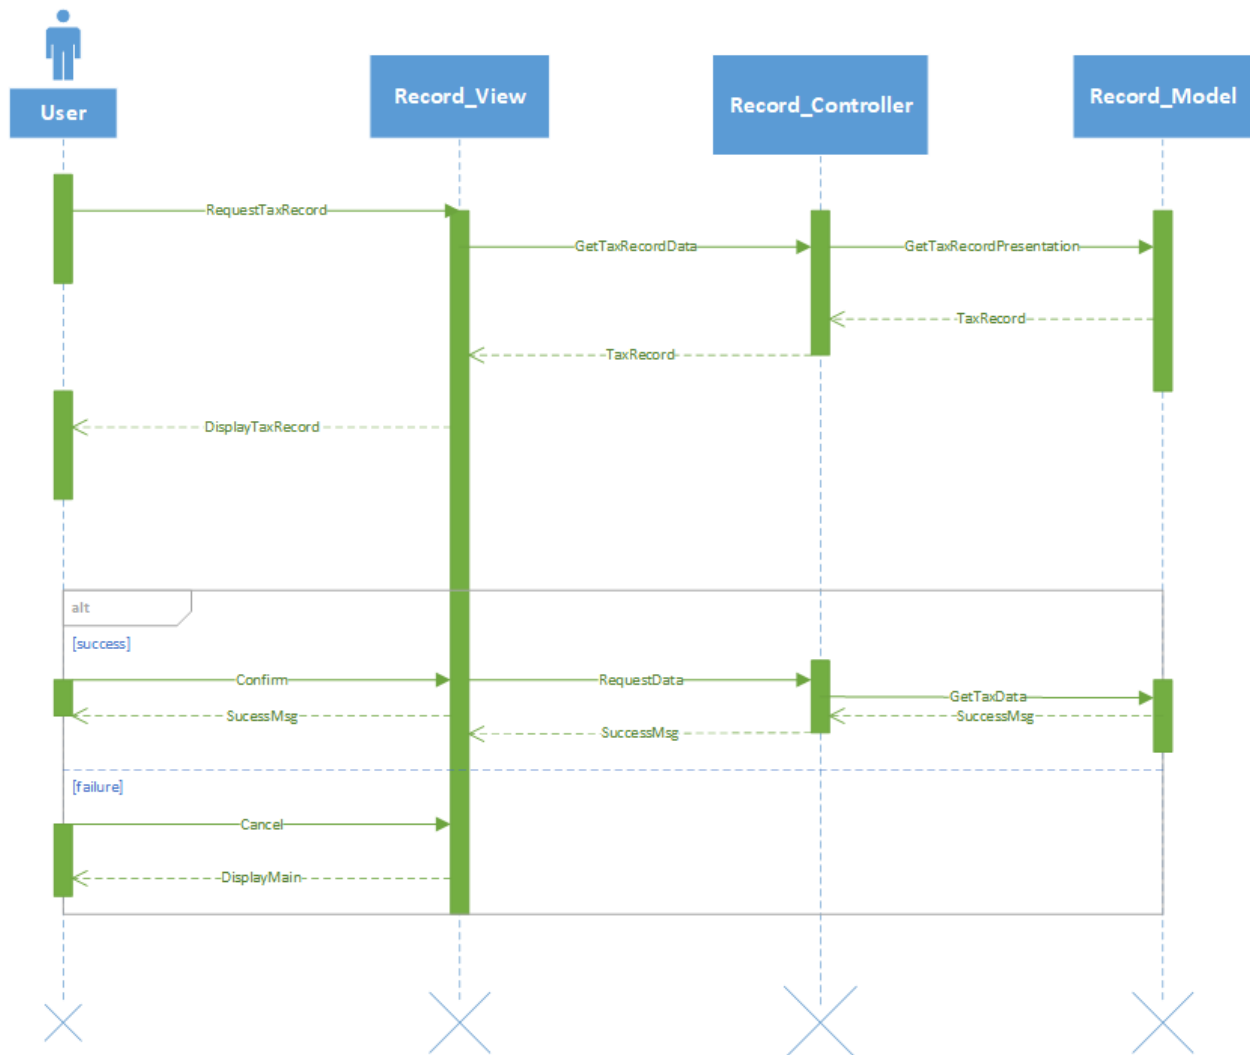 User
Record_View
Record_Controller
Record_Model
RequestTaxRecord
GetTaxRecordData
GetTaxRecordPresentation
TaxRecord
TaxRecord
DisplayTaxRecord
alt
[success]
Confirm
RequestData
GetTaxData
SucessMsg
SuccessMsg
SuccessMsg
[failure]
Cancel
DisplayMain